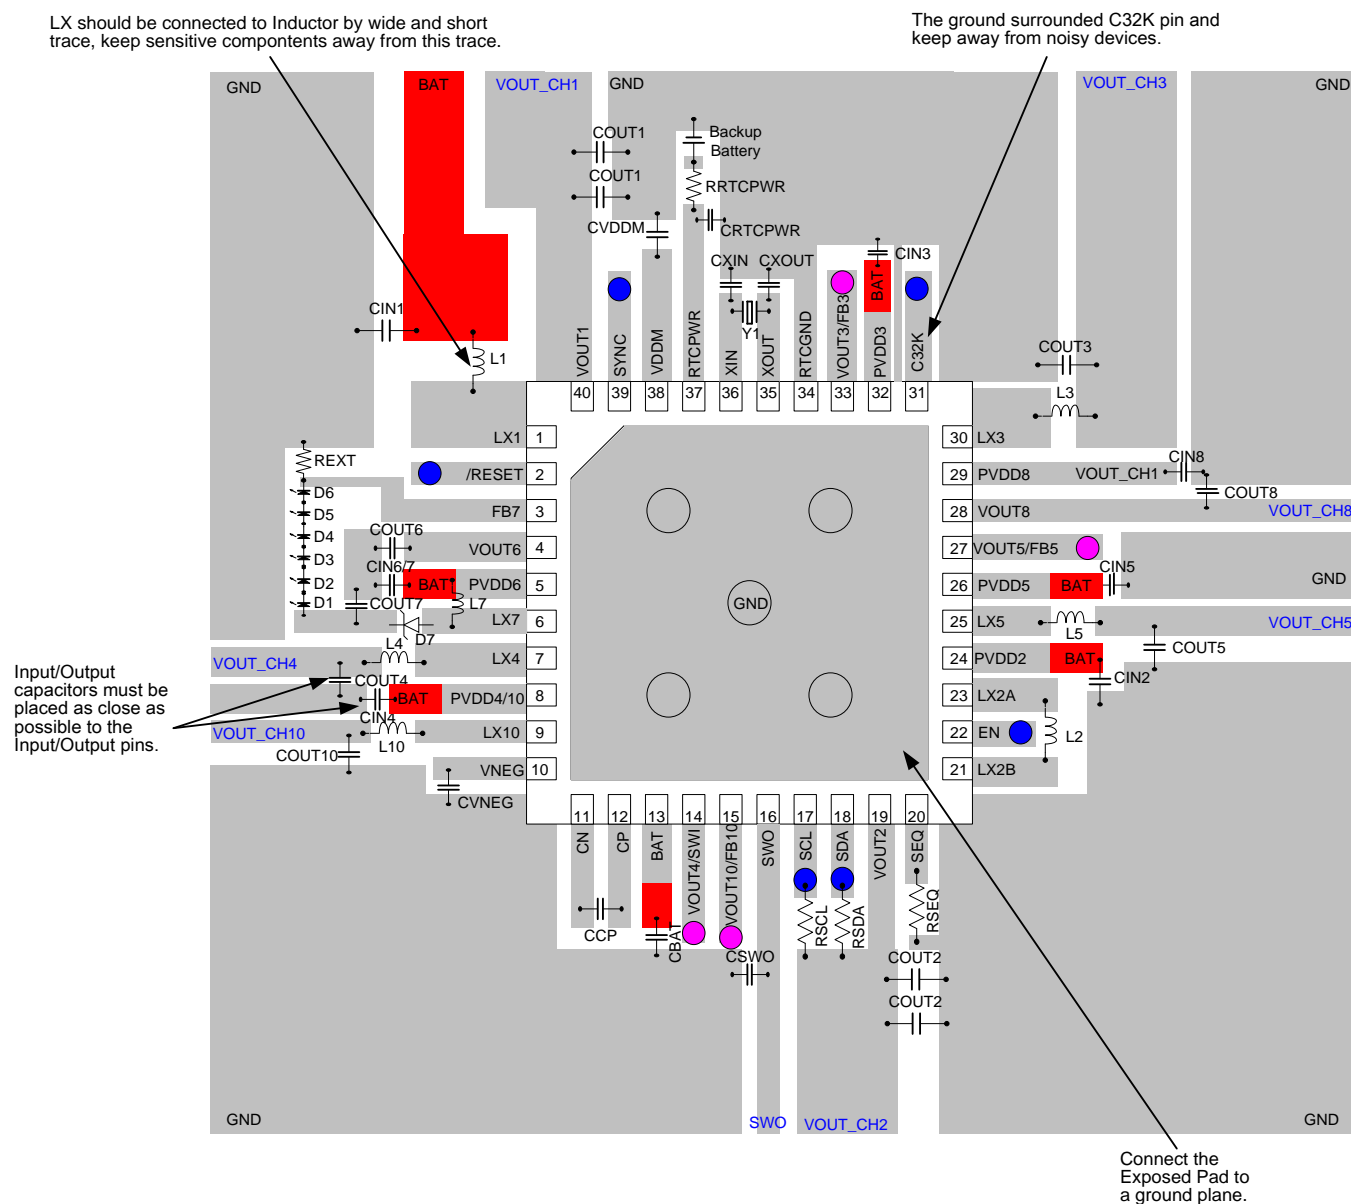 LX should be connected to Inductor by wide and short
trace, keep sensitive compontents away from this trace.
The ground surrounded C32K pin and
keep away from noisy devices.
GND
BAT
VOUT_CH1
GND
VOUT_CH3
GND
COUT1
Backup
Battery
COUT1
RRTCPWR
CVDDM
CRTCPWR
CXIN
CXOUT
CIN3
CIN1
Y1
L1
VOUT1
SYNC
VDDM
RTCPWR
XIN
XOUT
RTCGND
VOUT3/FB3
BAT
PVDD3
C32K
COUT3
L3
40
39
38
37
36
35
34
33
32
31
LX1
1
30
LX3
REXT
/RESET
2
29
PVDD8
VOUT_CH1
CIN8
COUT8
D6
D5
FB7
3
28
VOUT8
VOUT_CH8
D4
COUT6
VOUT6
4
27
VOUT5/FB5
D3
CIN6/7
CIN5
D2
BAT
PVDD6
5
26
PVDD5
BAT
GND
D1
COUT7
L7
GND
LX7
6
25
LX5
L5
VOUT_CH5
D7
L4
COUT5
VOUT_CH4
LX4
7
24
PVDD2
BAT
CIN2
Input/Output
capacitors must be
placed as close as
possible to the
Input/Output pins.
COUT4
BAT
PVDD4/10
8
23
LX2A
CIN4
VOUT_CH10
L10
LX10
9
22
EN
L2
COUT10
VNEG
10
21
LX2B
CVNEG
11
12
13
14
15
16
17
18
19
20
CN
CP
BAT
VOUT4/SWI
VOUT10/FB10
SWO
SCL
SDA
VOUT2
SEQ
CCP
CBAT
RSCL
RSDA
RSEQ
CSWO
COUT2
COUT2
GND
SWO
VOUT_CH2
GND
Connect the
Exposed Pad to
a ground plane.